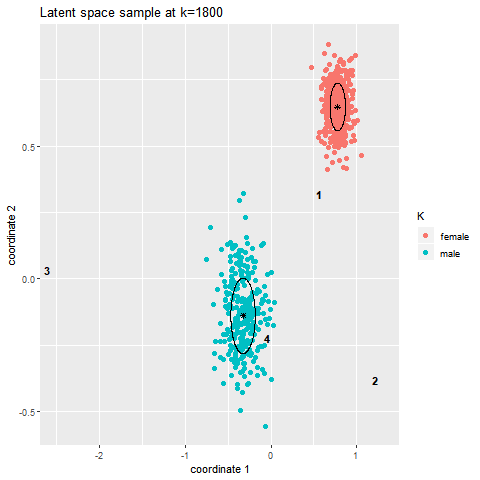 Latent space sample at k=1800
coordinate 2
0.5
0.0
-0.5
1
3
4
2
-2
-1
0
1
coordinate 1
K
female
male